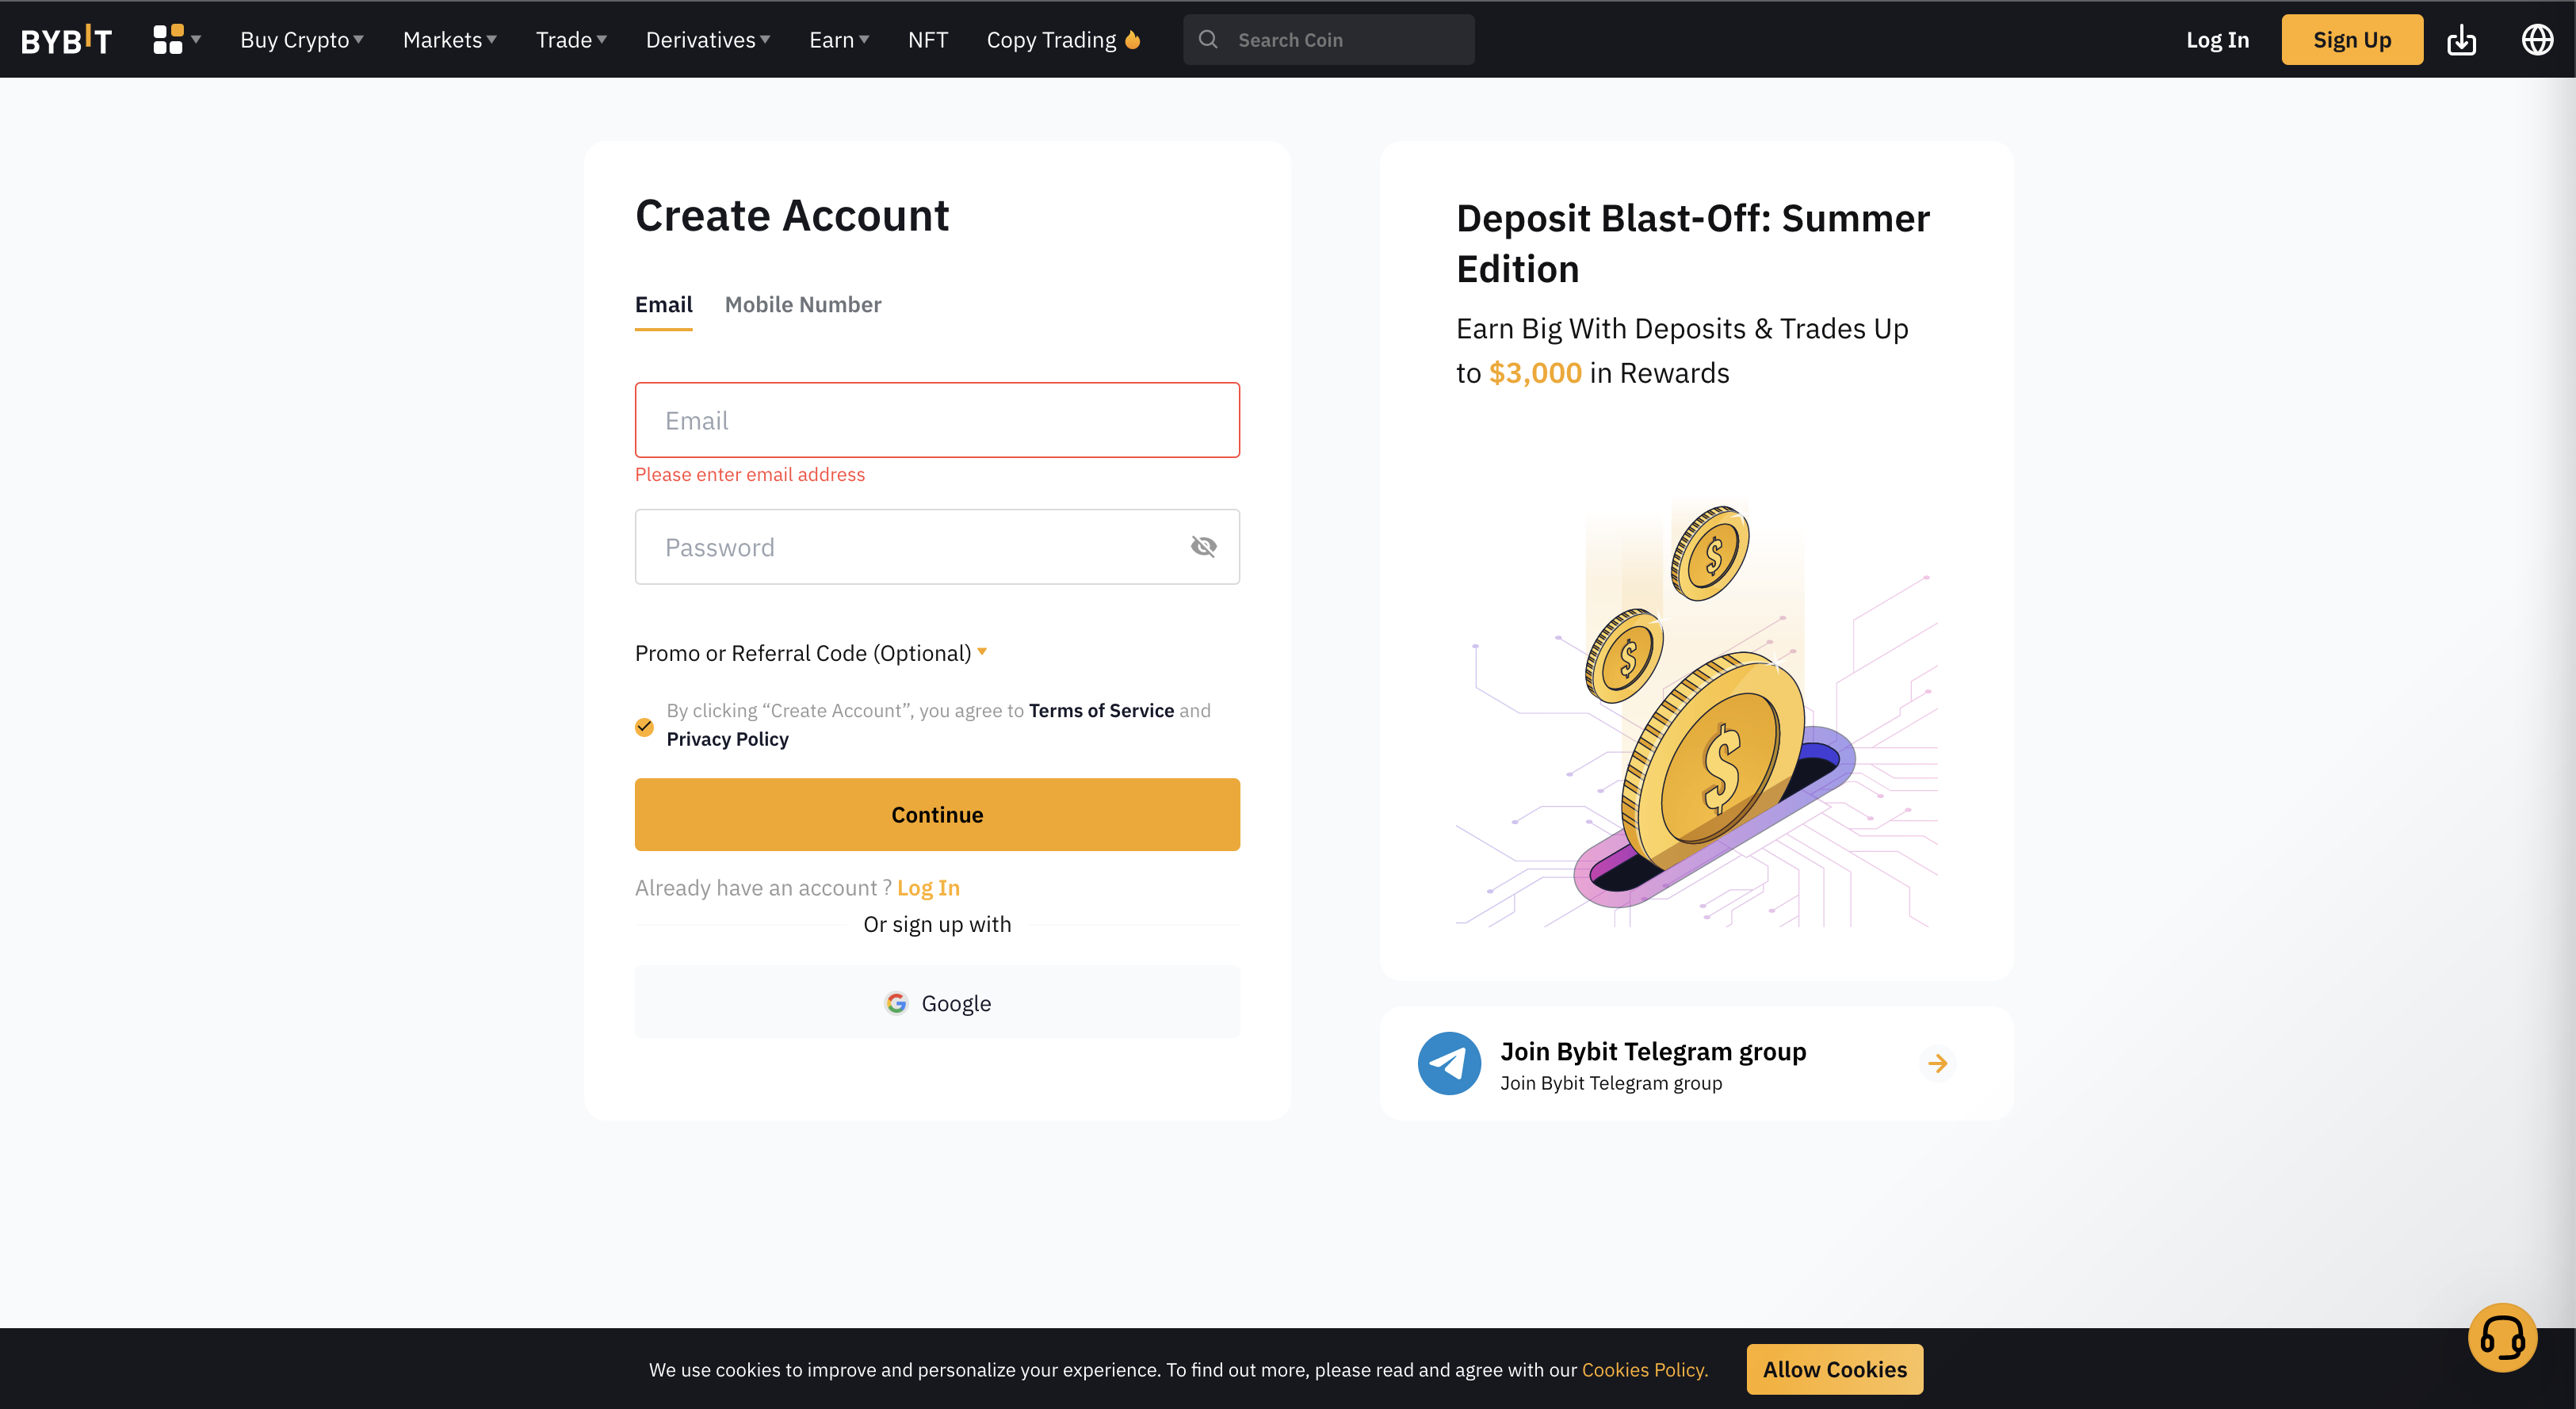 BYBIT
Buy Crypto
Markets
Trade
Derivatives
Earn
NFT
Copy Trading
Search Coin
Log In
Sign Up
Create Account
Email
Mobile Number
Email
Please enter email address
Password
Promo or Referral Code (Optional)
By clicking “Create Account”, you agree to Terms of Service and
Privacy Policy
Continue
Already have an account ? Log In
Or sign up with
Google
Deposit Blast-Off: Summer
Edition
Earn Big With Deposits & Trades Up
to $3,000 in Rewards
$
$
$
Join Bybit Telegram group
Join Bybit Telegram group
We use cookies to improve and personalize your experience. To find out more, please read and agree with our Cookies Policy.
Allow Cookies